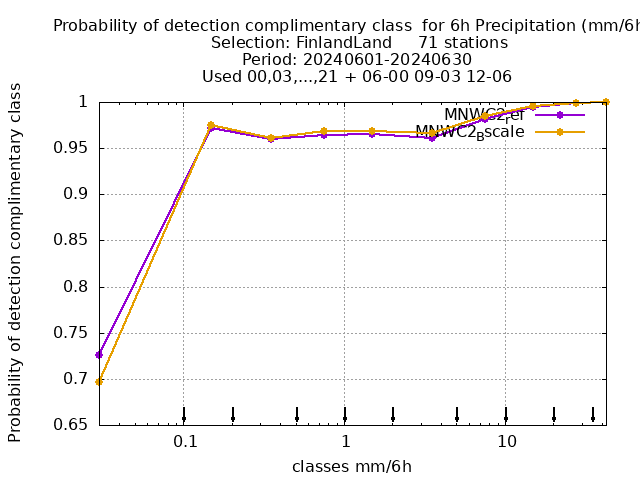 Probability of detection complimentary class  for 6h Precipitation (mm/6h
Selection: FinlandLand     71 stations
Period: 20240601-20240630
Used 00,03,...,21 + 06-00 09-03 12-06
Probability of detection complimentary class
1
0.95
0.9
0.85
0.8
0.75
0.7
0.65
MNWC2ref
MNWC2Bscale
0.1
1
10
classes mm/6h